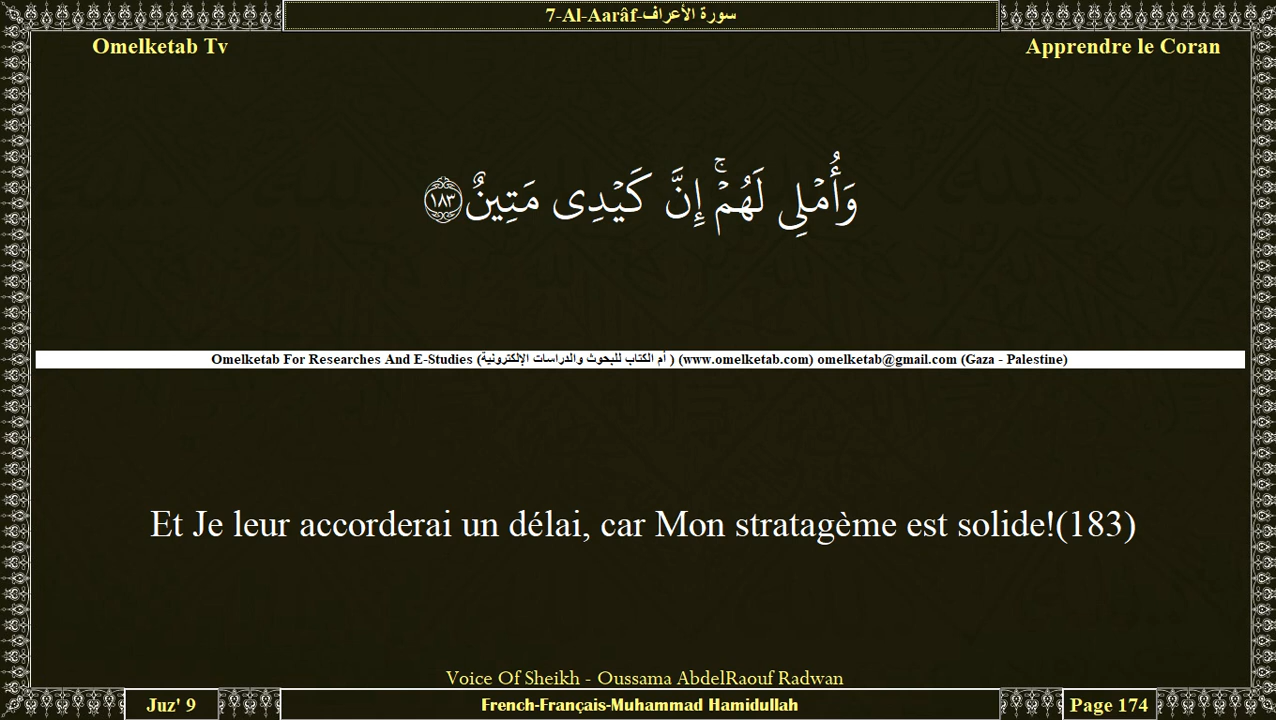 7-Al-Aarâf-سورة الأعراف
Omelketab Tv
Apprendre le Coran
وَأُمْلِى لَهُمْ ۚ إِنَّ كَيْدِى مَتِينٌ ١٨٣
Omelketab For Researches And E-Studies (أم الكتاب للبحوث والدراسات الإلكترونية ) (www.omelketab.com) omelketab@gmail.com (Gaza - Palestine)
Et Je leur accorderai un délai, car Mon stratagème est solide!(183)
Voice Of Sheikh - Oussama AbdelRaouf Radwan
Juz' 9
French-Français-Muhammad Hamidullah
Page 174